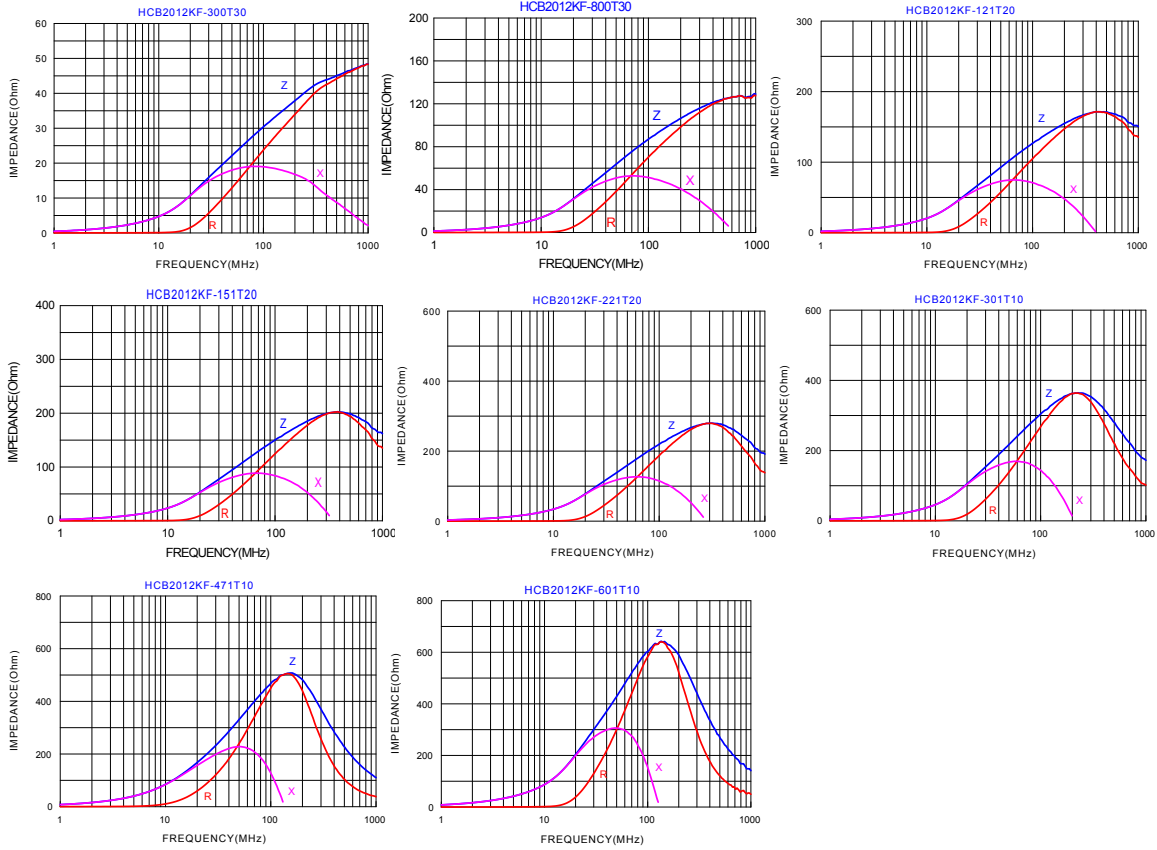 HCB2012KF-300T30
IMPEDANCE(Ohm)
60
50
40
30
20
10
0
Z
X
R
1 10 100 1000
FREQUENCY(MHz)
HCB2012KF-800T30
IMPEDANCE(Ohm)
200
160
120
80
40
0
Z
X
R
1 10 100 1000
FREQUENCY(MHz)
HCB2012KF-121T20
IMPEDANCE(Ohm)
300
200
100
0
Z
X
R
1 10 100 1000
FREQUENCY(MHz)
HCB2012KF-151T20
IMPEDANCE(Ohm)
400
300
200
100
0
Z
X
R
1 10 100 1000
FREQUENCY(MHz)
HCB2012KF-221T20
IMPEDANCE(Ohm)
600
400
200
0
Z
X
R
1 10 100 1000
FREQUENCY(MHz)
HCB2012KF-301T10
IMPEDANCE(Ohm)
600
400
200
0
Z
X
R
1 10 100 1000
FREQUENCY(MHz)
HCB2012KF-471T10
IMPEDANCE(Ohm)
800
600
400
200
0
Z
X
R
1 10 100 1000
FREQUENCY(MHz)
HCB2012KF-601T10
IMPEDANCE(Ohm)
800
600
400
200
0
Z
X
R
1 10 100 1000
FREQUENCY(MHz)